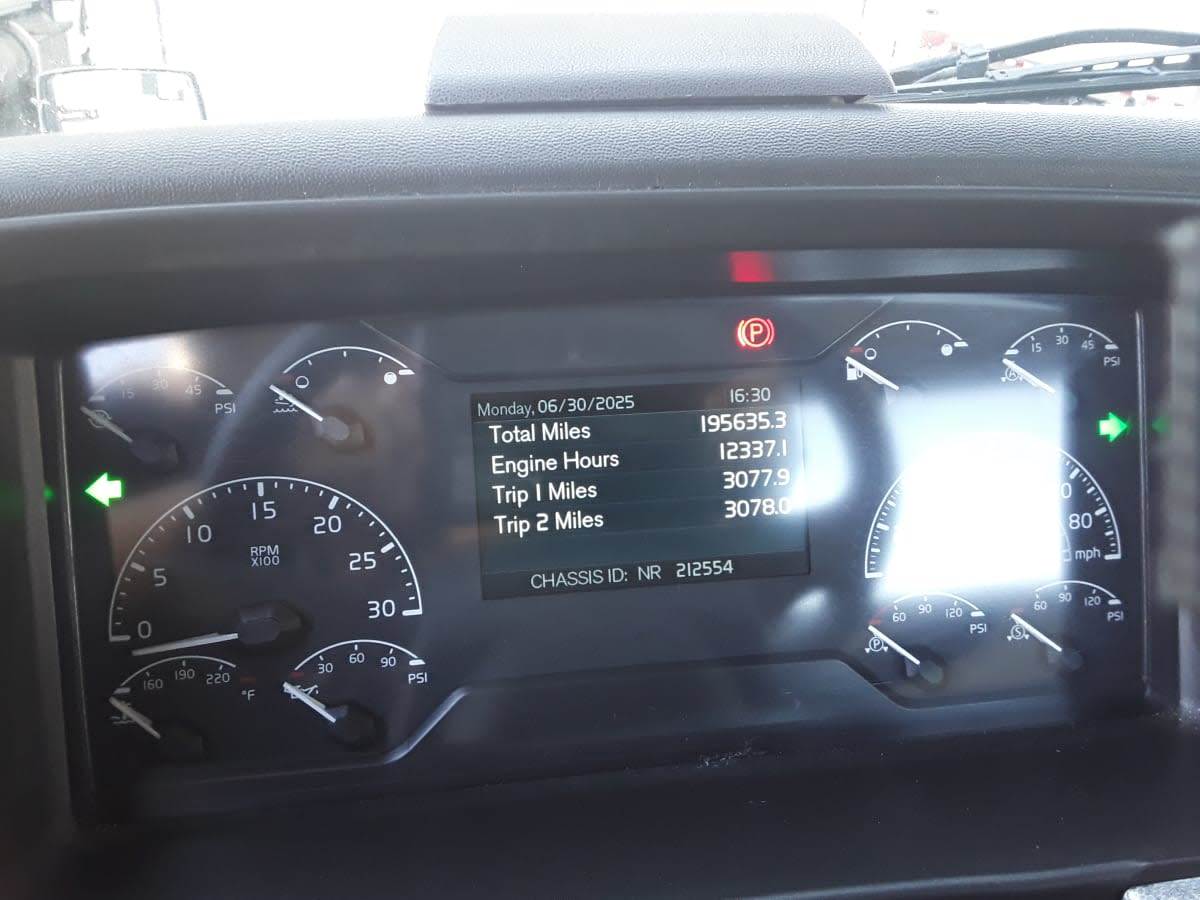 Monday, 06/30/2025 16:30
Total Miles 195635.3
Engine Hours 12337.1
Trip 1 Miles 3077.9
Trip 2 Miles 3078.0
CHASSIS ID: NR 212554
P
15 30 45
PSI
15 30 45
PSI
0 5 10 15 20 25 30
RPM
X100
80
mph
160 190 220
°F
30 60 90
PSI
60 90 120
PSI
P
60 90 120
PSI
S